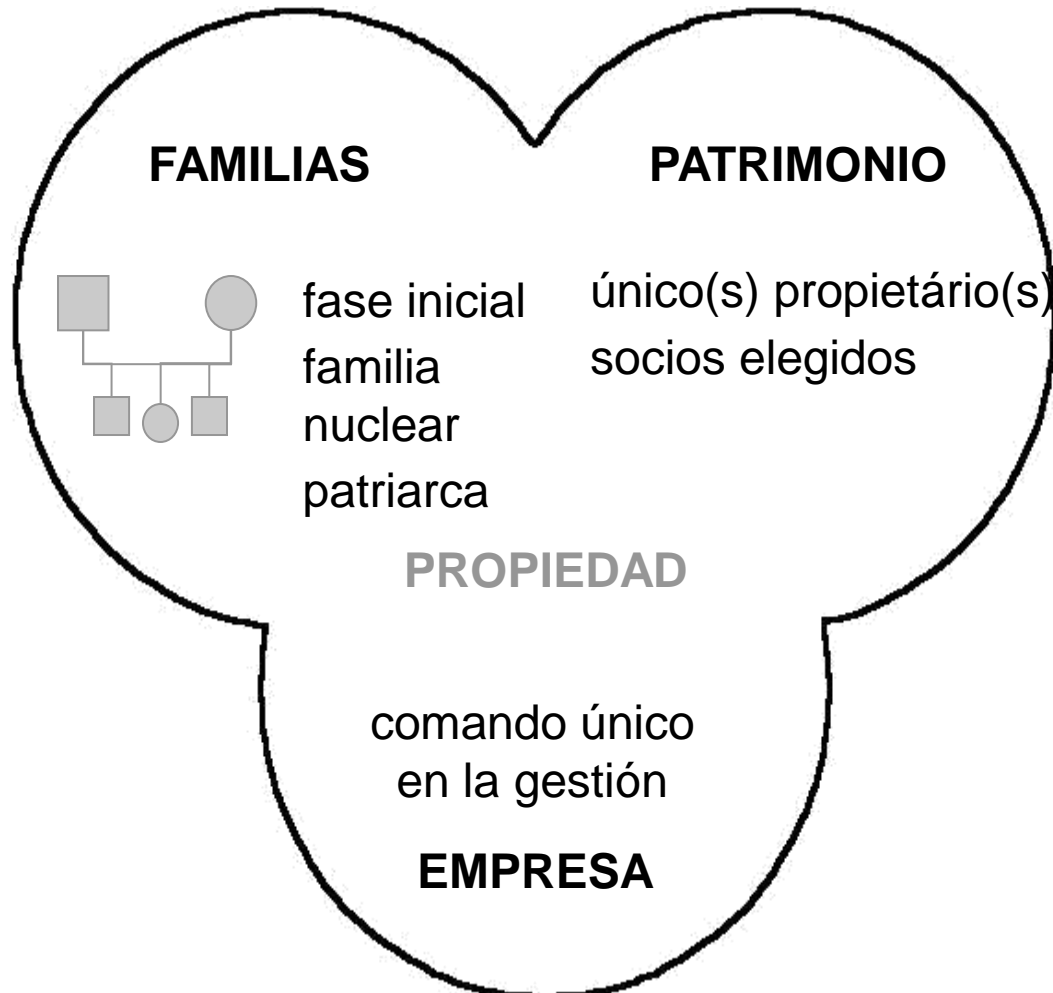 FAMILIAS
PATRIMONIO
fase inicial
familia
nuclear
patriarca
único(s) propietário(s)
socios elegidos
PROPIEDAD
comando único
en la gestión
EMPRESA